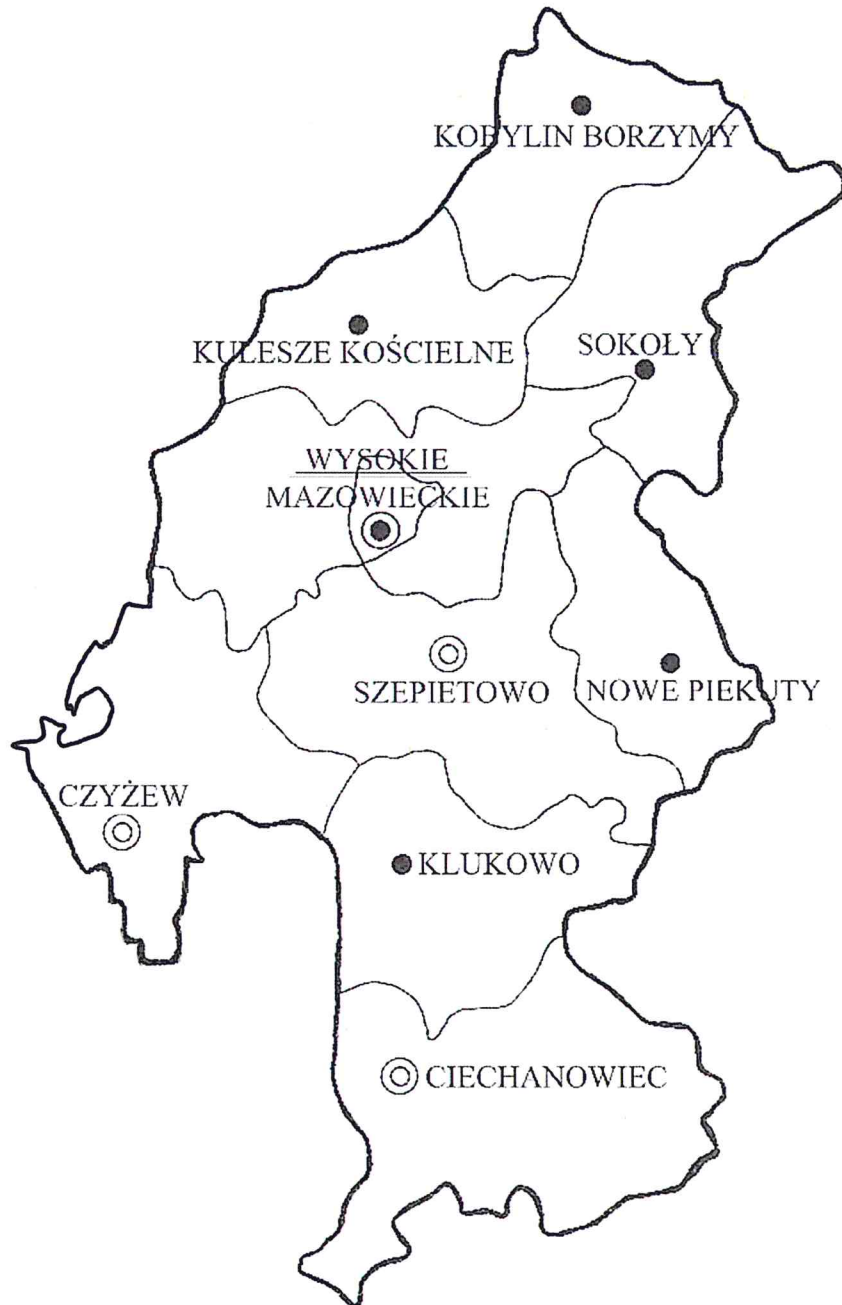 KOBYLIN BORZYMY
KULESZE KOŚCIELNE
SOKOŁY
WYSOKIE
MAZOWIECKIE
SZEPIETOWO
NOWE PIEKUTY
CZYŻEW
KLUKOWO
CIECHANOWIEC